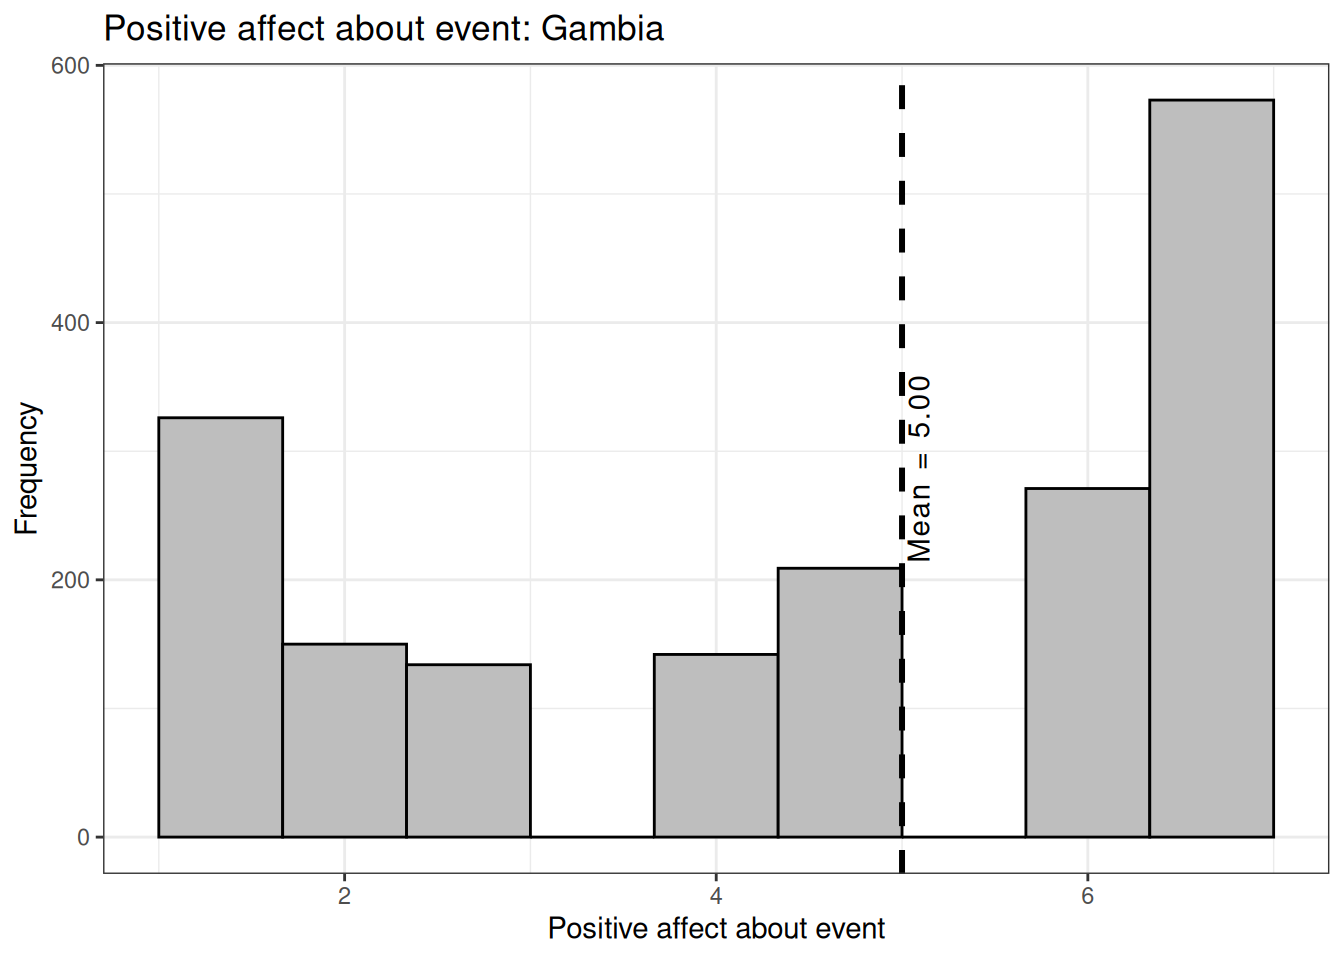 Positive affect about event: Gambia
600
400
200
0
Frequency
Mean = 5.00
2
4
6
Positive affect about event